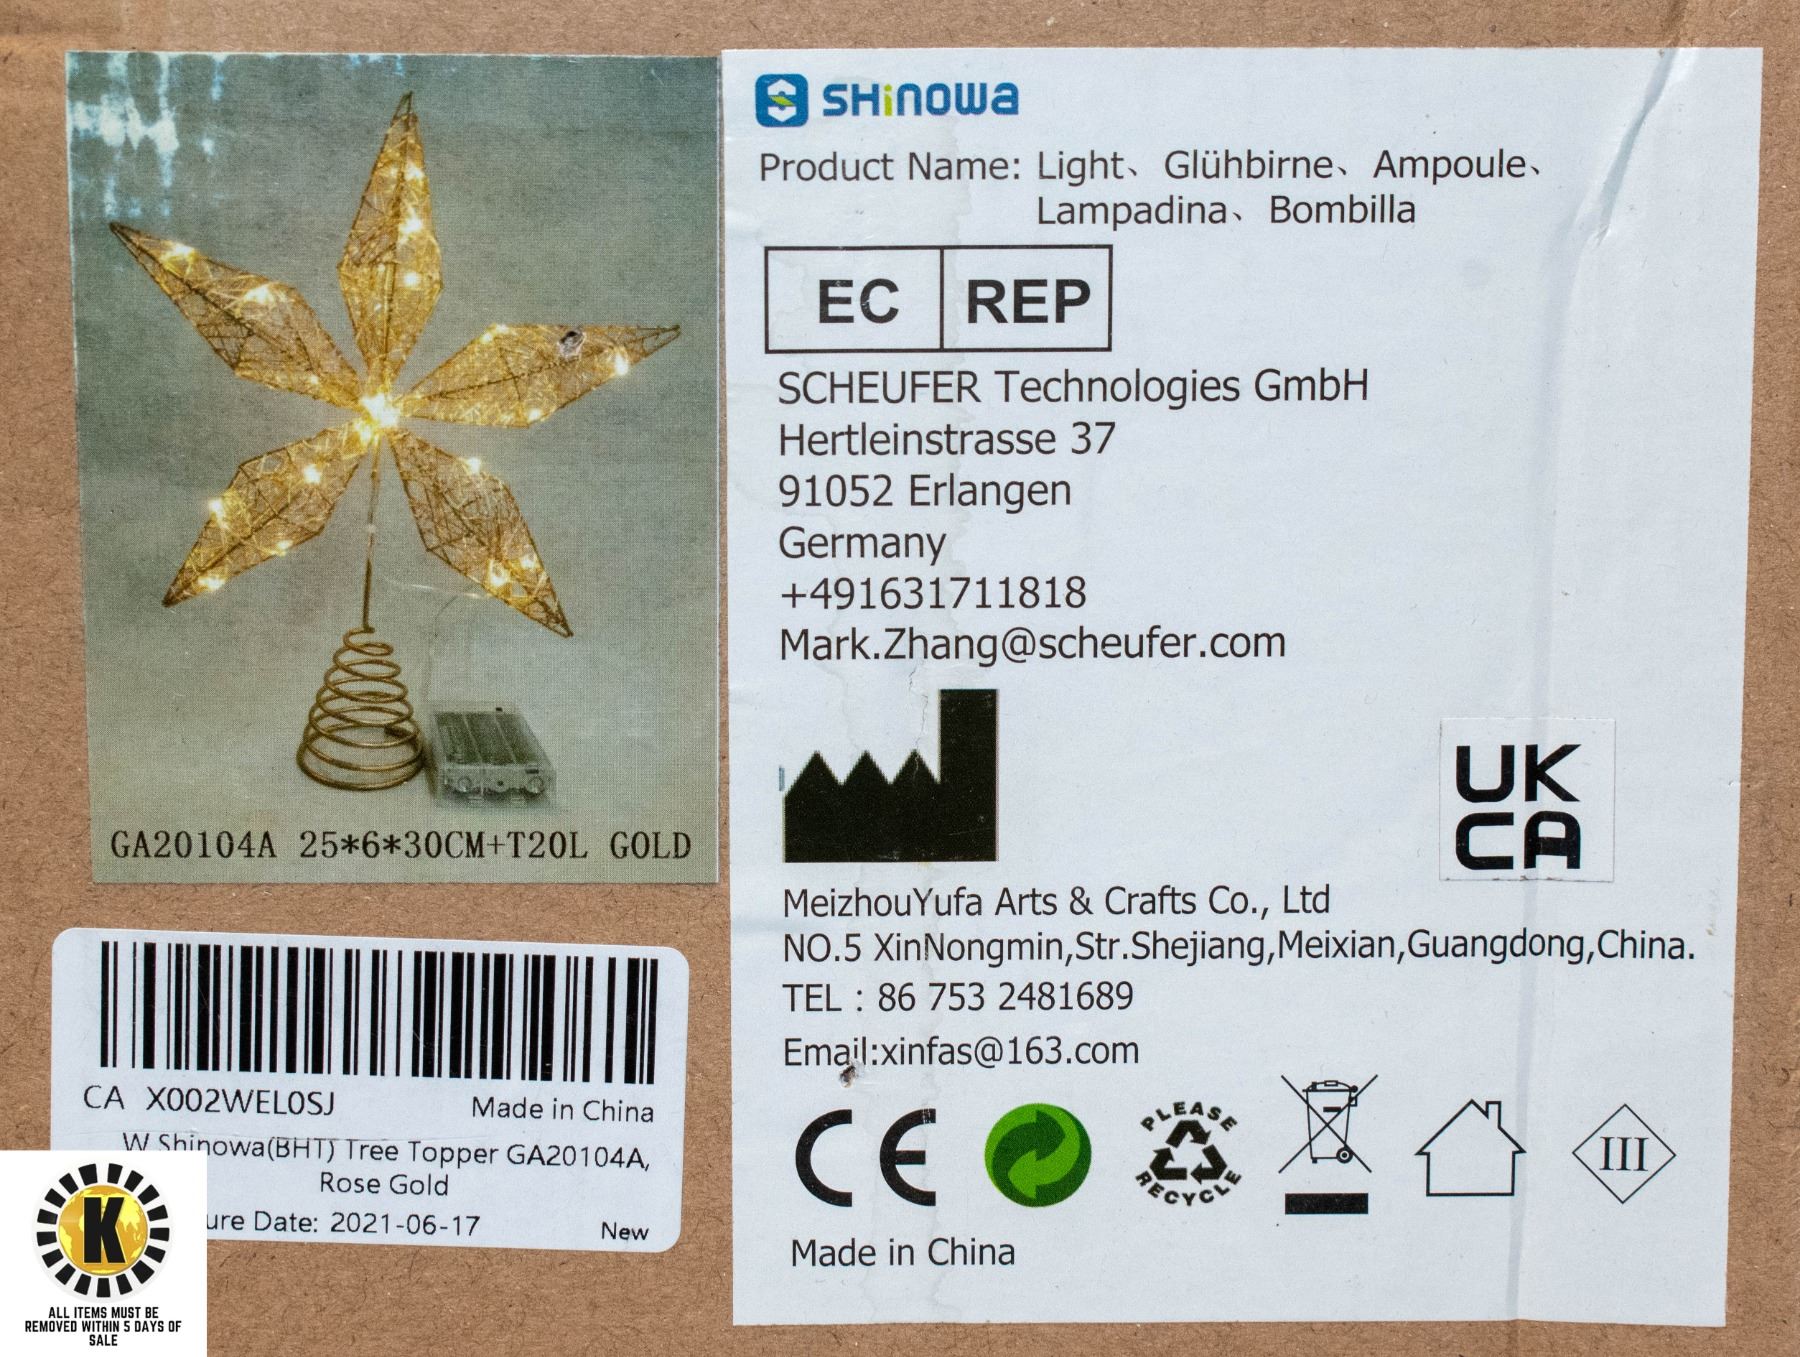 SHiNOWa
Product Name: Light、Glühbirne、Ampoule、
Lampadina、Bombilla
EC REP
SCHEUFER Technologies GmbH
Hertleinstrasse 37
91052 Erlangen
Germany
+491631711818
Mark.Zhang@scheufer.com
UK
CA
MeizhouYufa Arts & Crafts Co., Ltd
NO.5 XinNongmin,Str.Shejiang,Meixian,Guangdong,China.
TEL : 86 753 2481689
Email:xinfas@163.com
CE
PLEASE
RECYCLE
III
Made in China
GA20104A 25*6*30CM+T20L GOLD
CA X002WEL0SJ Made in China
W Shinowa(BHT) Tree Topper GA20104A,
Rose Gold
ure Date: 2021-06-17 New
K
ALL ITEMS MUST BE
REMOVED WITHIN 5 DAYS OF
SALE